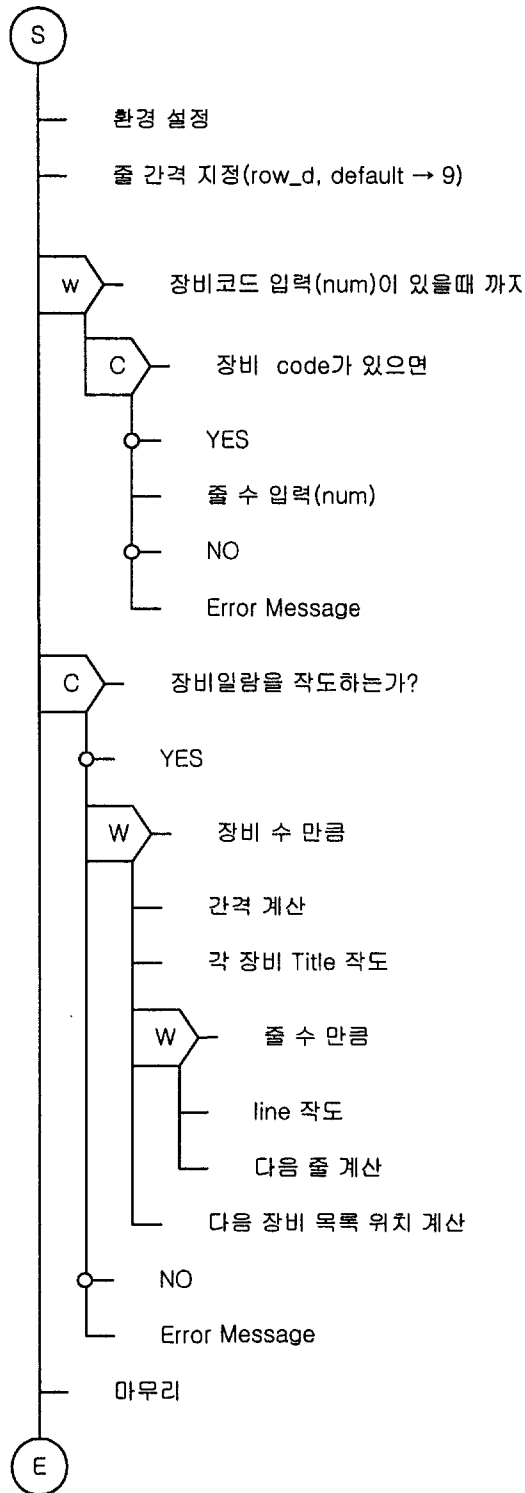 S
환경 설정
줄 간격 지정(row_d, default → 9)
W 장비코드 입력(num)이 있을때
C 장비 code가 있으면
YES
줄 수 입력(num)
NO
Error Message
C 장비일람을 작도하는가?
YES
W 장비 수 만큼
간격 계산
각 장비 Title 작도
W 줄 수 만큼
line 작도
다음 줄 계산
다음 장비 목록 위치 계산
NO
Error Message
마무리
E